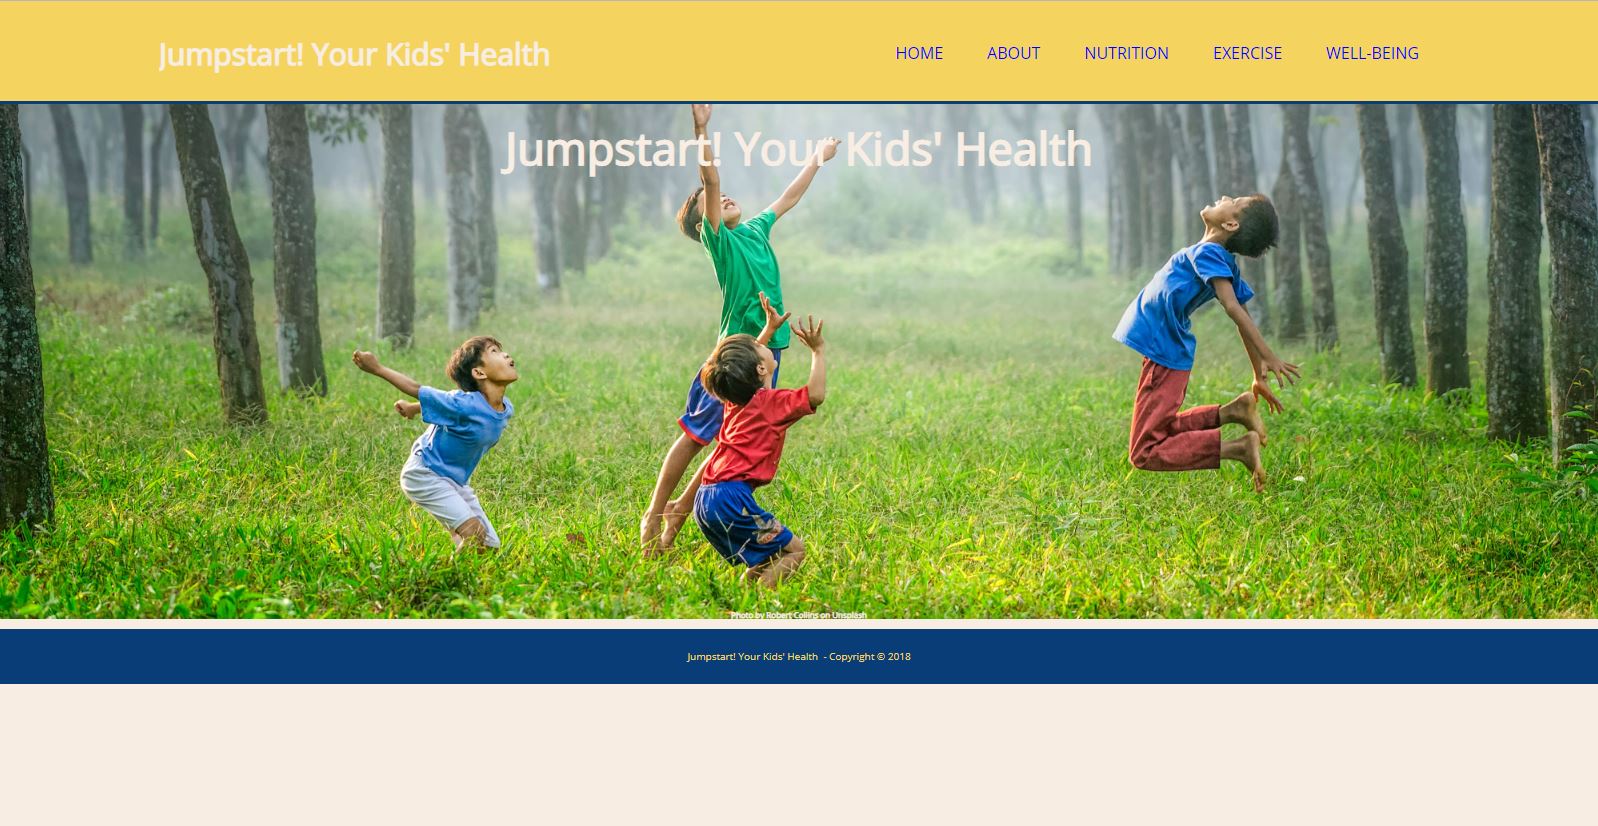 Jumpstart! Your Kids' Health
HOME ABOUT NUTRITION EXERCISE WELL-BEING
Jumpstart! Your Kids' Health
Photo by Robert Collins on Unsplash
Jumpstart! Your Kids' Health - Copyright © 2018